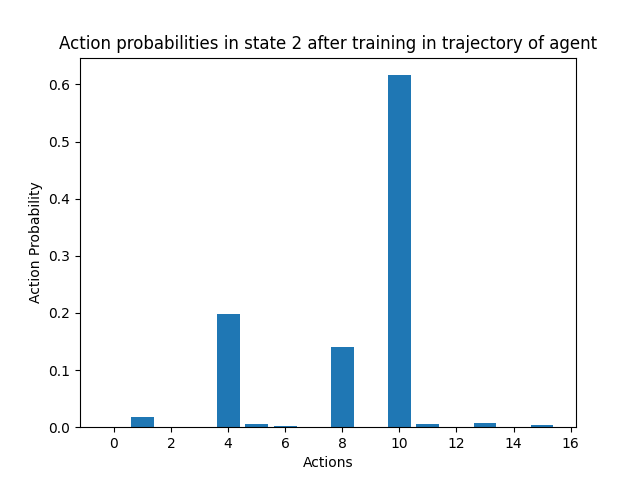 Action probabilities in state 2 after training in trajectory of agent
0.6
0.5
0.4
0.3
0.2
0.1
0.0
Action Probability
0 2 4 6 8 10 12 14 16
Actions